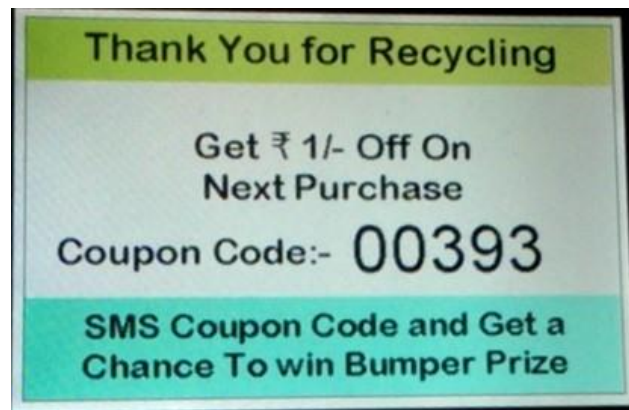 Thank You for Recycling
Get ₹ 1/- Off On
Next Purchase
Coupon Code:- 00393
SMS Coupon Code and Get a
Chance To win Bumper Prize